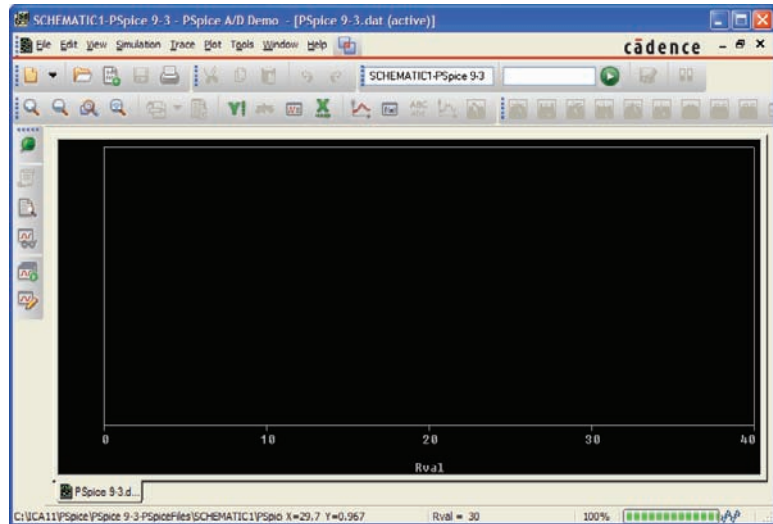 SCHEMATIC1-PSpice 9-3 - PSpice A/D Demo - [PSpice 9-3.dat (active)]
File Edit View Simulation Trace Plot Tools Window Help
cādence
SCHEMATIC1-PSpice 9-3
0 10 20 30 40
Rval
PSpice 9-3.d...
C:\ICA11\PSpice\PSpice 9-3-PSpiceFiles\SCHEMATIC1\PSpic X=29.7 Y=0.967 Rval = 30 100%